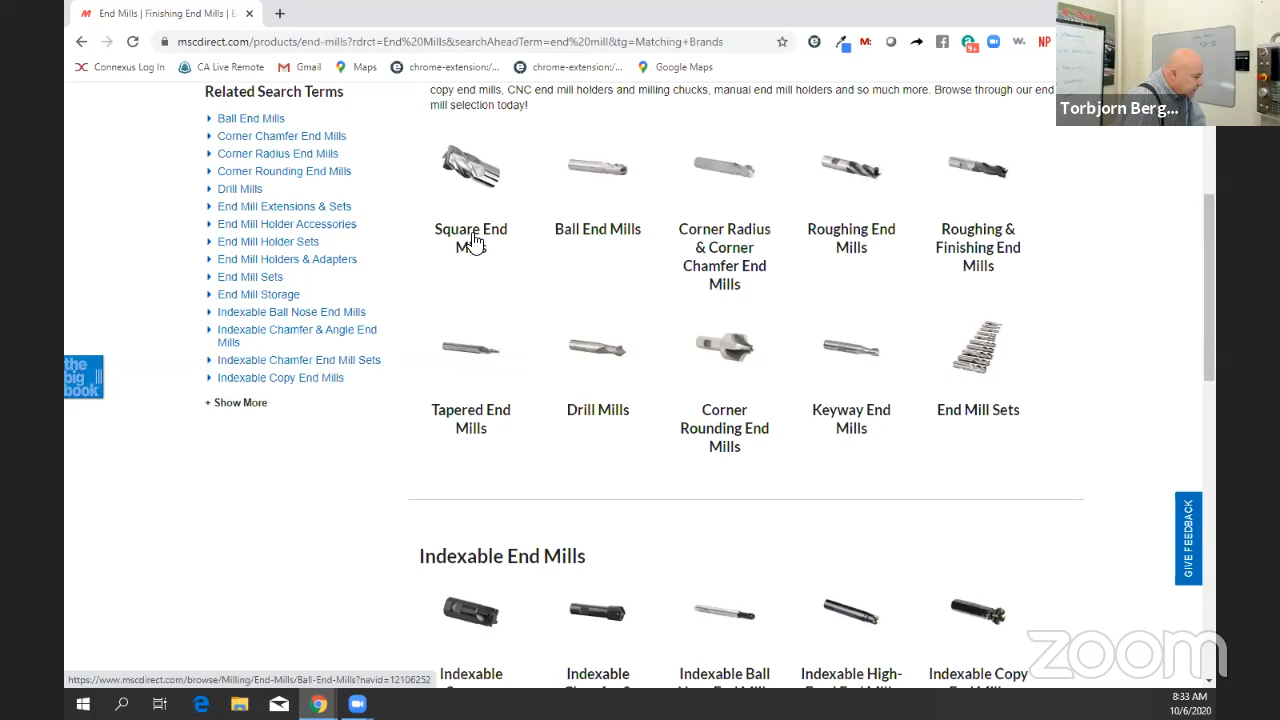 End Mills | Finishing End Mills | E
mscdirect.com/products/end-mills?rdrct=End%20Mills&searchAheadTerm=end%20mill&tg=Matching+Brands
Connexus Log In
CA Live Remote
Gmail
Maps
chrome-extension/...
chrome-extension/...
Google Maps
Torbjorn Berg...
Related Search Terms
Ball End Mills
Corner Chamfer End Mills
Corner Radius End Mills
Corner Rounding End Mills
Drill Mills
End Mill Extensions & Sets
End Mill Holder Accessories
End Mill Holder Sets
End Mill Holders & Adapters
End Mill Sets
End Mill Storage
Indexable Ball Nose End Mills
Indexable Chamfer & Angle End
Mills
Indexable Chamfer End Mill Sets
Indexable Copy End Mills
+ Show More
the
big
book
copy end mills, CNC end mill holders and milling chucks, manual end mill holders and so much more. Browse through our end
mill selection today!
Square End
Mills
Ball End Mills
Corner Radius
& Corner
Chamfer End
Mills
Roughing End
Mills
Roughing &
Finishing End
Mills
Tapered End
Mills
Drill Mills
Corner
Rounding End
Mills
Keyway End
Mills
End Mill Sets
Indexable End Mills
Indexable
Indexable
Indexable Ball
Indexable High-
Indexable Copy
GIVE FEEDBACK
zoom
https://www.mscdirect.com/browse/Milling/End-Mills/Ball-End-Mills?navid=12106252
8:33 AM
10/6/2020